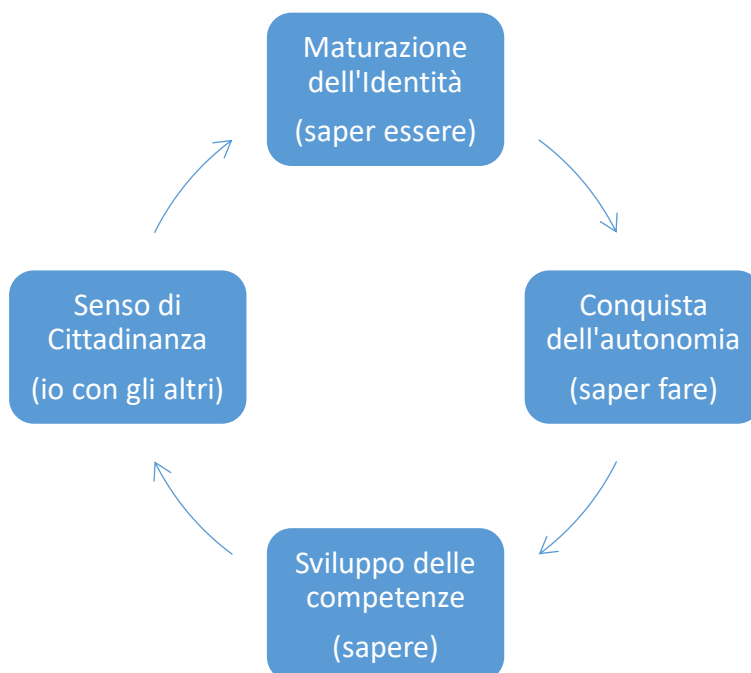 Maturazione
dell'Identità
(saper essere)
Conquista
dell'autonomia
(saper fare)
Sviluppo delle
competenze
(sapere)
Senso di
Cittadinanza
(io con gli altri)